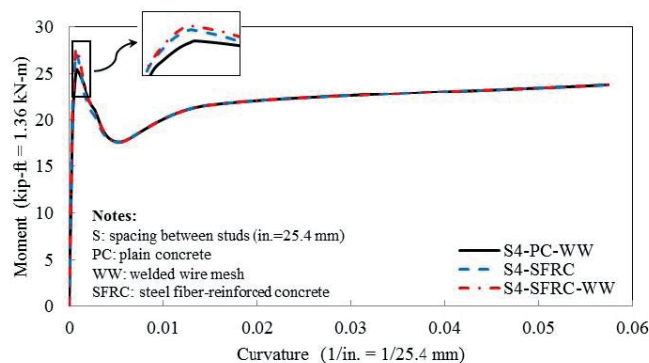 30
25
20
15
10
5
0
Moment (kip-ft = 1.36 kN-m)
Notes:
S: spacing between studs (in.=25.4 mm)
PC: plain concrete
WW: welded wire mesh
SFRC: steel fiber-reinforced concrete
S4-PC-WW
S4-SFRC
S4-SFRC-WW
0 0.01 0.02 0.03 0.04 0.05 0.06
Curvature (1/in. = 1/25.4 mm)